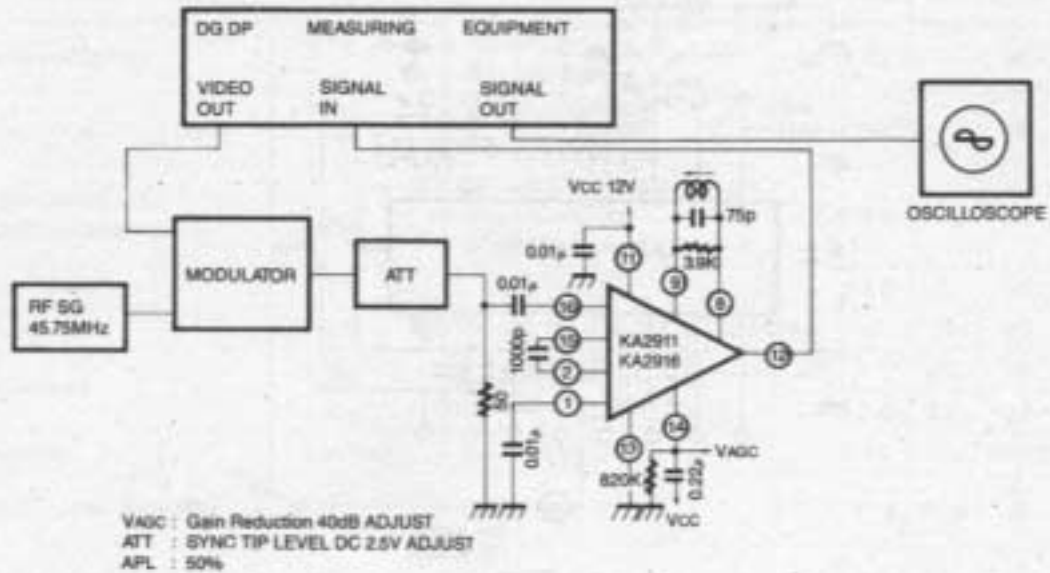 DG DP MEASURING EQUIPMENT
VIDEO OUT
SIGNAL IN
SIGNAL OUT
OSCILLOSCOPE
VCC 12V
75p
0.01μ
3.9K
11
9
8
MODULATOR
ATT
0.01μ
RF SG
45.75MHz
16
15
1000p
2
1
KA2911
KA2916
12
50
0.01μ
13
14
820K
0.22μ
VAGC
VCC
VAGC : Gain Reduction 40dB ADJUST
ATT : SYNC TIP LEVEL DC 2.5V ADJUST
APL : 50%